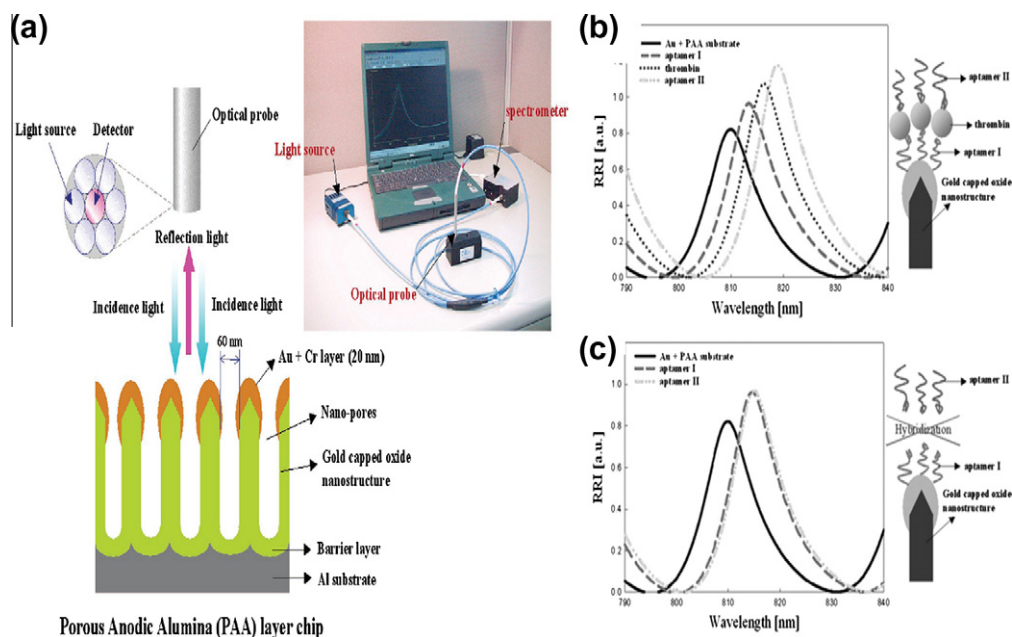 (a)
Light source
Detector
Optical probe
Reflection light
Incidence light
Incidence light
60 nm
Au + Cr layer (20 nm)
Nano-pores
Gold capped oxide
nanostructure
Barrier layer
Al substrate
Porous Anodic Alumina (PAA) layer chip
Light source
spectrometer
Optical probe
(b)
Au + PAA substrate
aptamer I
thrombin
aptamer II
RRI [a.u.]
1.
0.8
0.6
0.4
0.2
0.0
790
800
810
820
830
840
Wavelength [nm]
aptamer II
thrombin
aptamer I
Gold capped oxide
nanostructure
(c)
Au + PAA substrate
aptamer I
aptamer II
RRI [a.u.]
1.0
0.8
0.6
0.4
0.2
0.0
790
800
810
820
830
840
Wavelength [nm]
aptamer II
Hybridization
aptamer I
Gold capped oxide
nanostructure